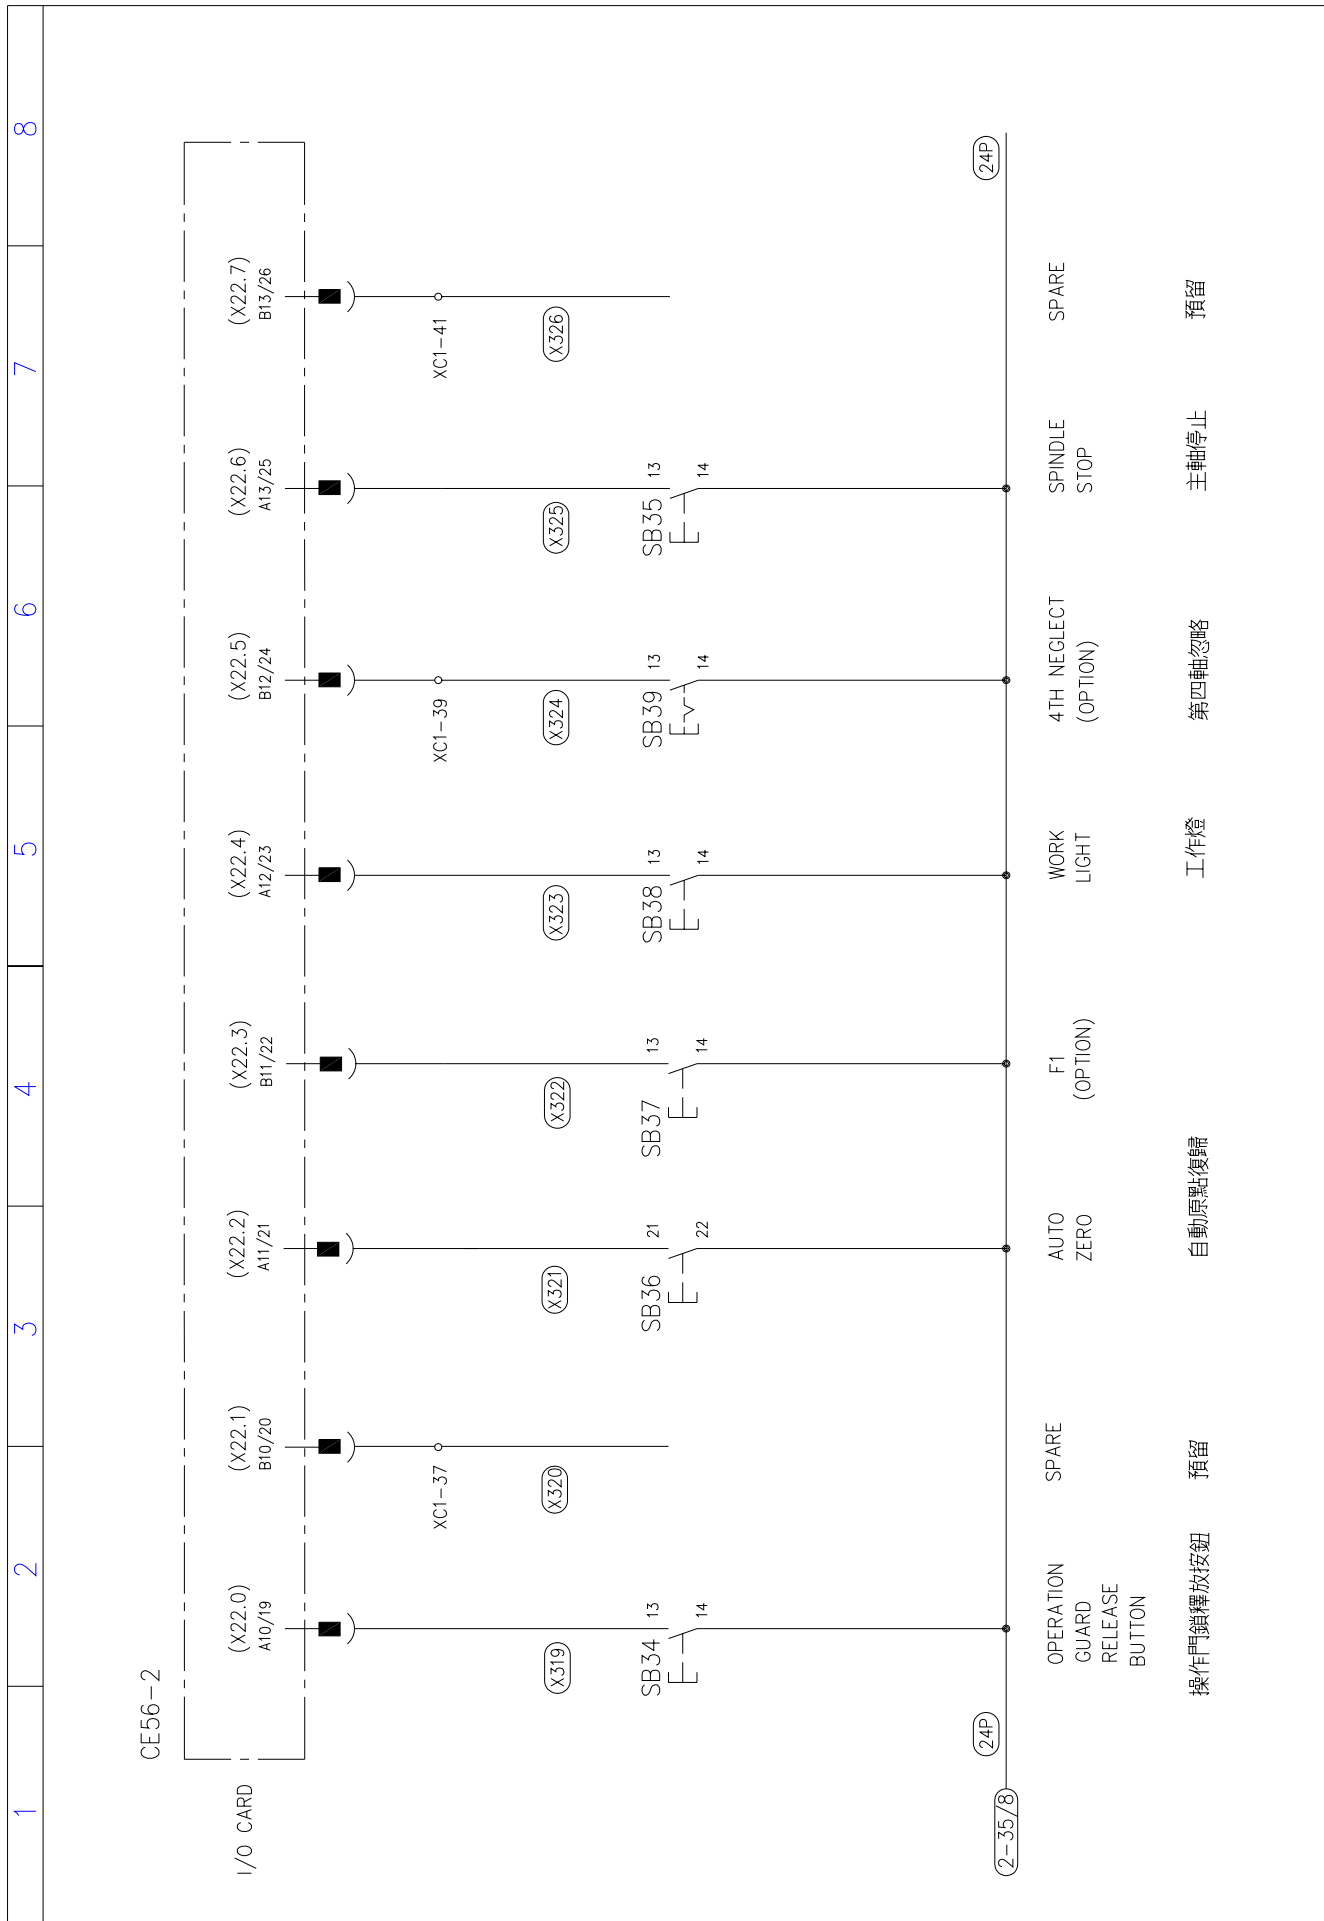 1
2
3
4
5
6
7
8
CE56-2
I/O CARD
(X22.0)
A10/19
(X22.1)
B10/20
(X22.2)
A11/21
(X22.3)
B11/22
(X22.4)
A12/23
(X22.5)
B12/24
(X22.6)
A13/25
(X22.7)
B13/26
XC1-37
XC1-39
XC1-41
X319
X320
X321
X322
X323
X324
X325
X326
SB34
13
14
SB36
21
22
SB37
13
14
SB38
13
14
SB39
13
14
SB35
13
14
2-35/8
24P
24P
OPERATION
GUARD
RELEASE
BUTTON
SPARE
AUTO
ZERO
F1
(OPTION)
WORK
LIGHT
4TH NEGLECT
(OPTION)
SPINDLE
STOP
SPARE
操作門鎖釋放按鈕
預留
自動原點復歸
工作燈
第四軸忽略
主軸停止
預留